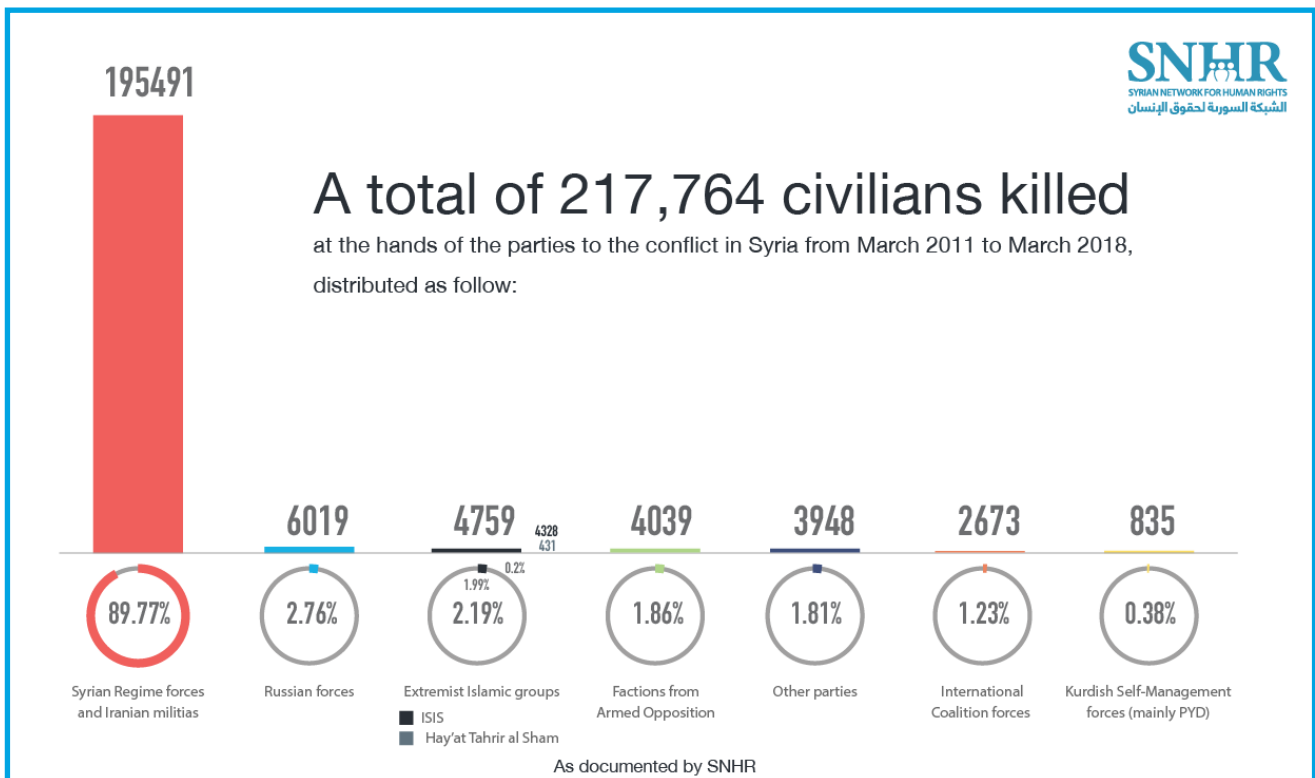 195491
SNHR
SYRIAN NETWORK FOR HUMAN RIGHTS
الشبكة السورية لحقوق الإنسان
A total of 217,764 civilians killed
at the hands of the parties to the conflict in Syria from March 2011 to March 2018,
distributed as follow:
6019
4759
4328
431
4039
3948
2673
835
89.77%
2.76%
1.99%
0.2%
2.19%
1.86%
1.81%
1.23%
0.38%
Syrian Regime forces
and Iranian militias
Russian forces
Extremist Islamic groups
ISIS
Hay'at Tahrir al Sham
Factions from
Armed Opposition
Other parties
International
Coalition forces
Kurdish Self-Management
forces (mainly PYD)
As documented by SNHR